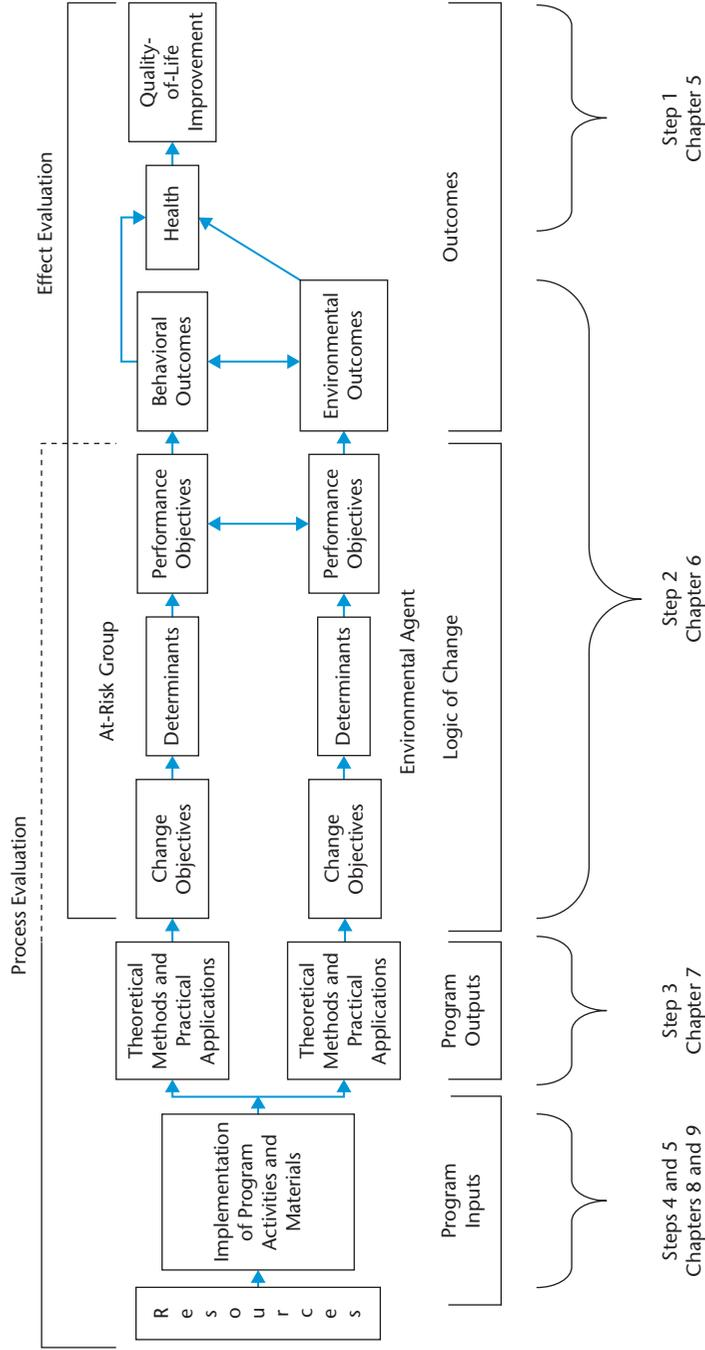 Process Evaluation
Effect Evaluation
R
e
s
o
u
r
c
e
s
Implementation
of Program
Activities and
Materials
Theoretical
Methods and
Practical
Applications
At-Risk Group
Change
Objectives
Determinants
Performance
Objectives
Behavioral
Outcomes
Health
Quality-
of-Life
Improvement
Theoretical
Methods and
Practical
Applications
Change
Objectives
Determinants
Performance
Objectives
Environmental
Outcomes
Environmental Agent
Program
Inputs
Program
Outputs
Logic of Change
Outcomes
Steps 4 and 5
Chapters 8 and 9
Step 3
Chapter 7
Step 2
Chapter 6
Step 1
Chapter 5